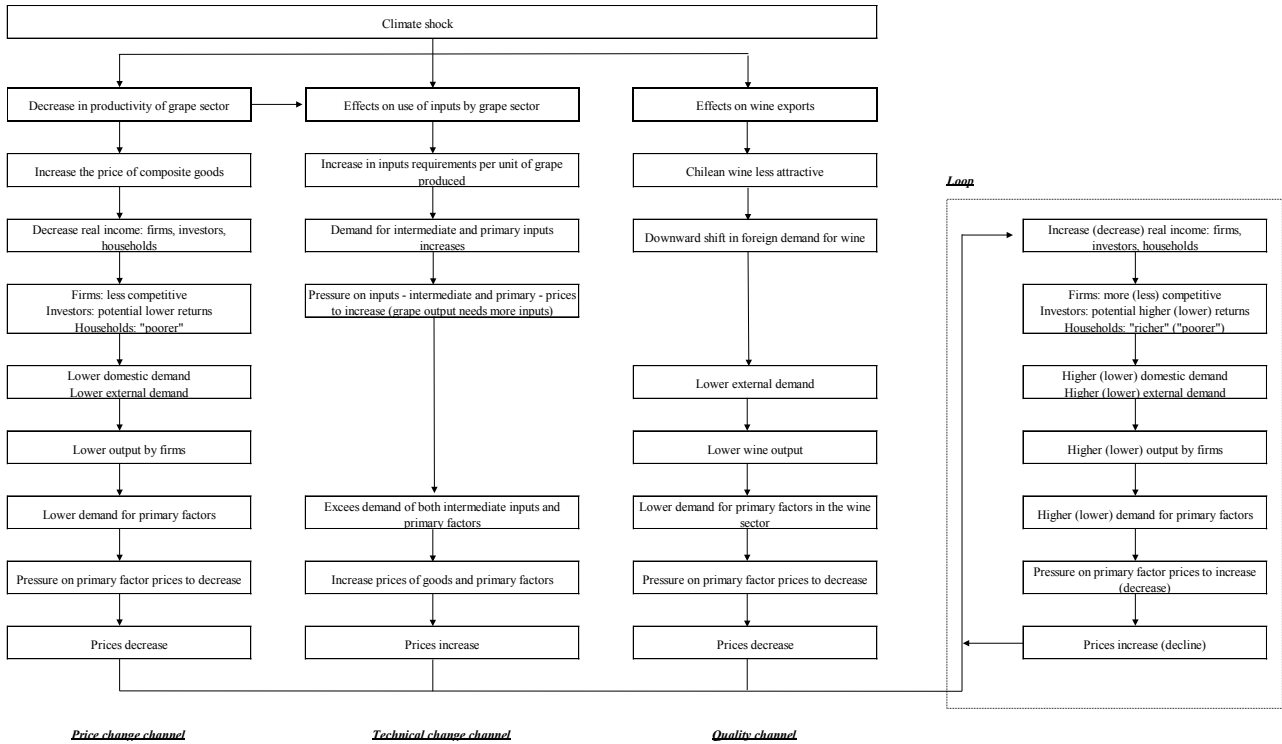 Climate shock
Decrease in productivity of grape sector
Increase the price of composite goods
Decrease real income: firms, investors,
households
Firms: less competitive
Investors: potential lower returns
Households: "poorer"
Lower domestic demand
Lower external demand
Lower output by firms
Lower demand for primary factors
Pressure on primary factor prices to decrease
Prices decrease
Price change channel
Effects on use of inputs by grape sector
Increase in inputs requirements per unit of grape
produced
Demand for intermediate and primary inputs
increases
Pressure on inputs - intermediate and primary - prices
to increase (grape output needs more inputs)
Excees demand of both intermediate inputs and
primary factors
Increase prices of goods and primary factors
Prices increase
Technical change channel
Effects on wine exports
Chilean wine less attractive
Downward shift in foreign demand for wine
Lower external demand
Lower wine output
Lower demand for primary factors in the wine
sector
Pressure on primary factor prices to decrease
Prices decrease
Quality channel
Loop
Increase (decrease) real income: firms,
investors, households
Firms: more (less) competitive
Investors: potential higher (lower) returns
Households: "richer" ("poorer")
Higher (lower) domestic demand
Higher (lower) external demand
Higher (lower) output by firms
Higher (lower) demand for primary factors
Pressure on primary factor prices to increase
(decrease)
Prices increase (decline)